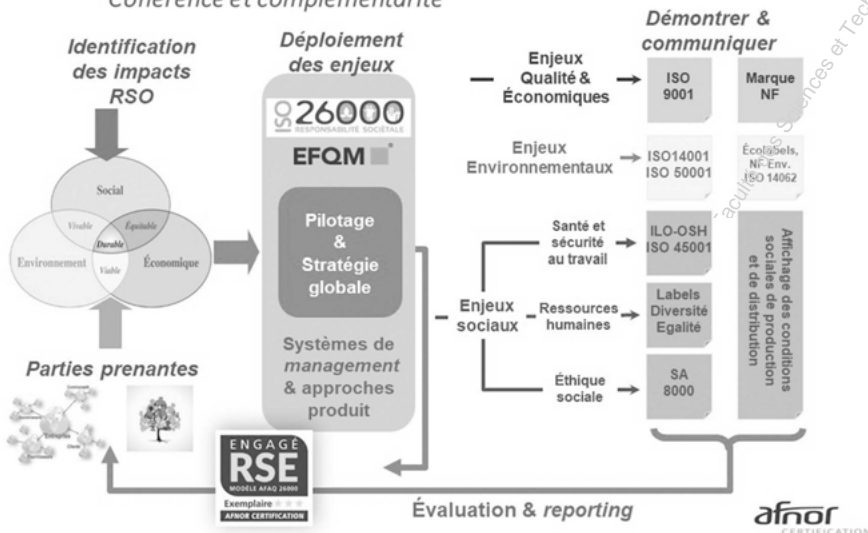 Cohérence et complémentarité
Identification
des impacts
RSO
Social
Vivable
Équitable
Durable
Environnement
Viable
Économique
Parties prenantes
Entreprise
Déploiement
des enjeux
ISO 26000
RESPONSABILITÉ SOCIÉTALE
EFQM
Pilotage
&
Stratégie
globale
Systèmes de
management
& approches
produit
Démontrer &
communiquer
Enjeux
Qualité &
Économiques
ISO
9001
Marque
NF
Enjeux
Environnementaux
ISO14001
ISO 50001
Écolabels,
NF Env.
ISO 14062
Enjeux
sociaux
Santé et
sécurité
au travail
ILO-OSH
ISO 45001
Ressources
humaines
Labels
Diversité
Egalité
Éthique
sociale
SA
8000
Affichage des conditions
sociales de production
et de distribution
ENGAGÉ
RSE
MODÈLE AFAQ 26000
Exemplaire
AFNOR CERTIFICATION
Évaluation & reporting
afnor
CERTIFICATION